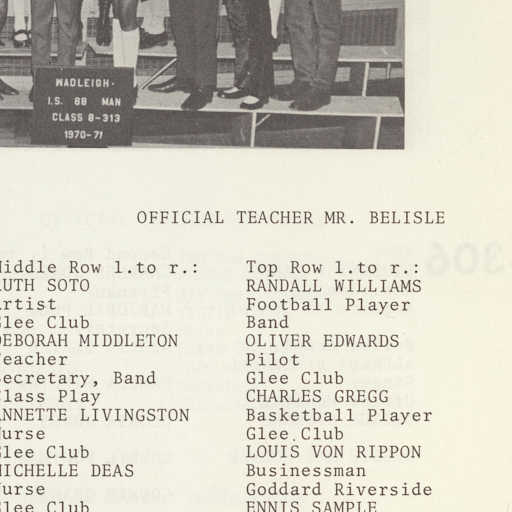 WADLEIGH
I.S. 88 MAN
CLASS 8-313
1970-71
OFFICIAL TEACHER MR. BELISLE
Middle Row l.to r.:
RUTH SOTO
Artist
Glee Club
DEBORAH MIDDLETON
Teacher
Secretary, Band
Class Play
ANNETTE LIVINGSTON
Nurse
Glee Club
MICHELLE DEAS
Nurse
Glee Club
Top Row l.to r.:
RANDALL WILLIAMS
Football Player
Band
OLIVER EDWARDS
Pilot
Glee Club
CHARLES GREGG
Basketball Player
Glee Club
LOUIS VON RIPPON
Businessman
Goddard Riverside
ENNIS SAMPLE